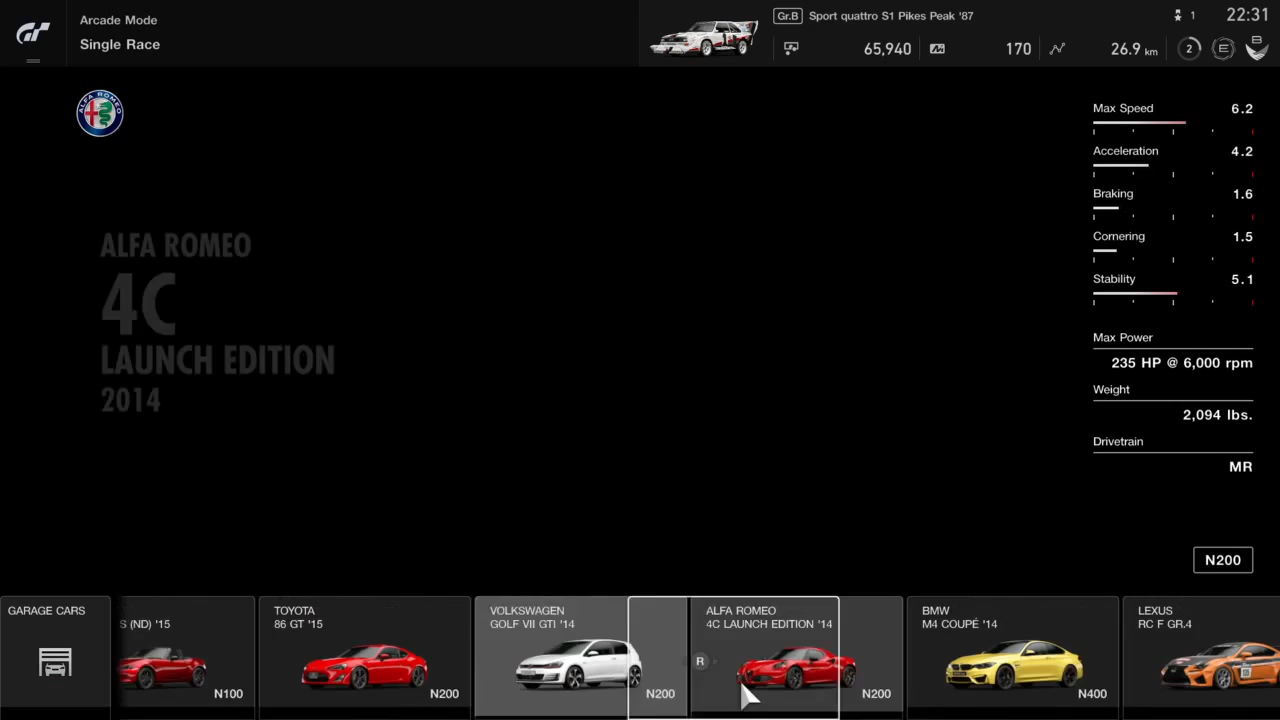 Arcade Mode
Single Race
Gr.B Sport quattro S1 Pikes Peak '87
1
22:31
65,940
170
26.9 km
2
E
B
ALFA ROMEO
Max Speed 6.2
Acceleration 4.2
Braking 1.6
Cornering 1.5
Stability 5.1
Max Power
235 HP @ 6,000 rpm
Weight
2,094 lbs.
Drivetrain
MR
N200
ALFA ROMEO
4C
LAUNCH EDITION
2014
GARAGE CARS
S (ND) '15
N100
TOYOTA
86 GT '15
N200
VOLKSWAGEN
GOLF VII GTI '14
N200
R
ALFA ROMEO
4C LAUNCH EDITION '14
N200
BMW
M4 COUPÉ '14
N400
LEXUS
RC F GR.4